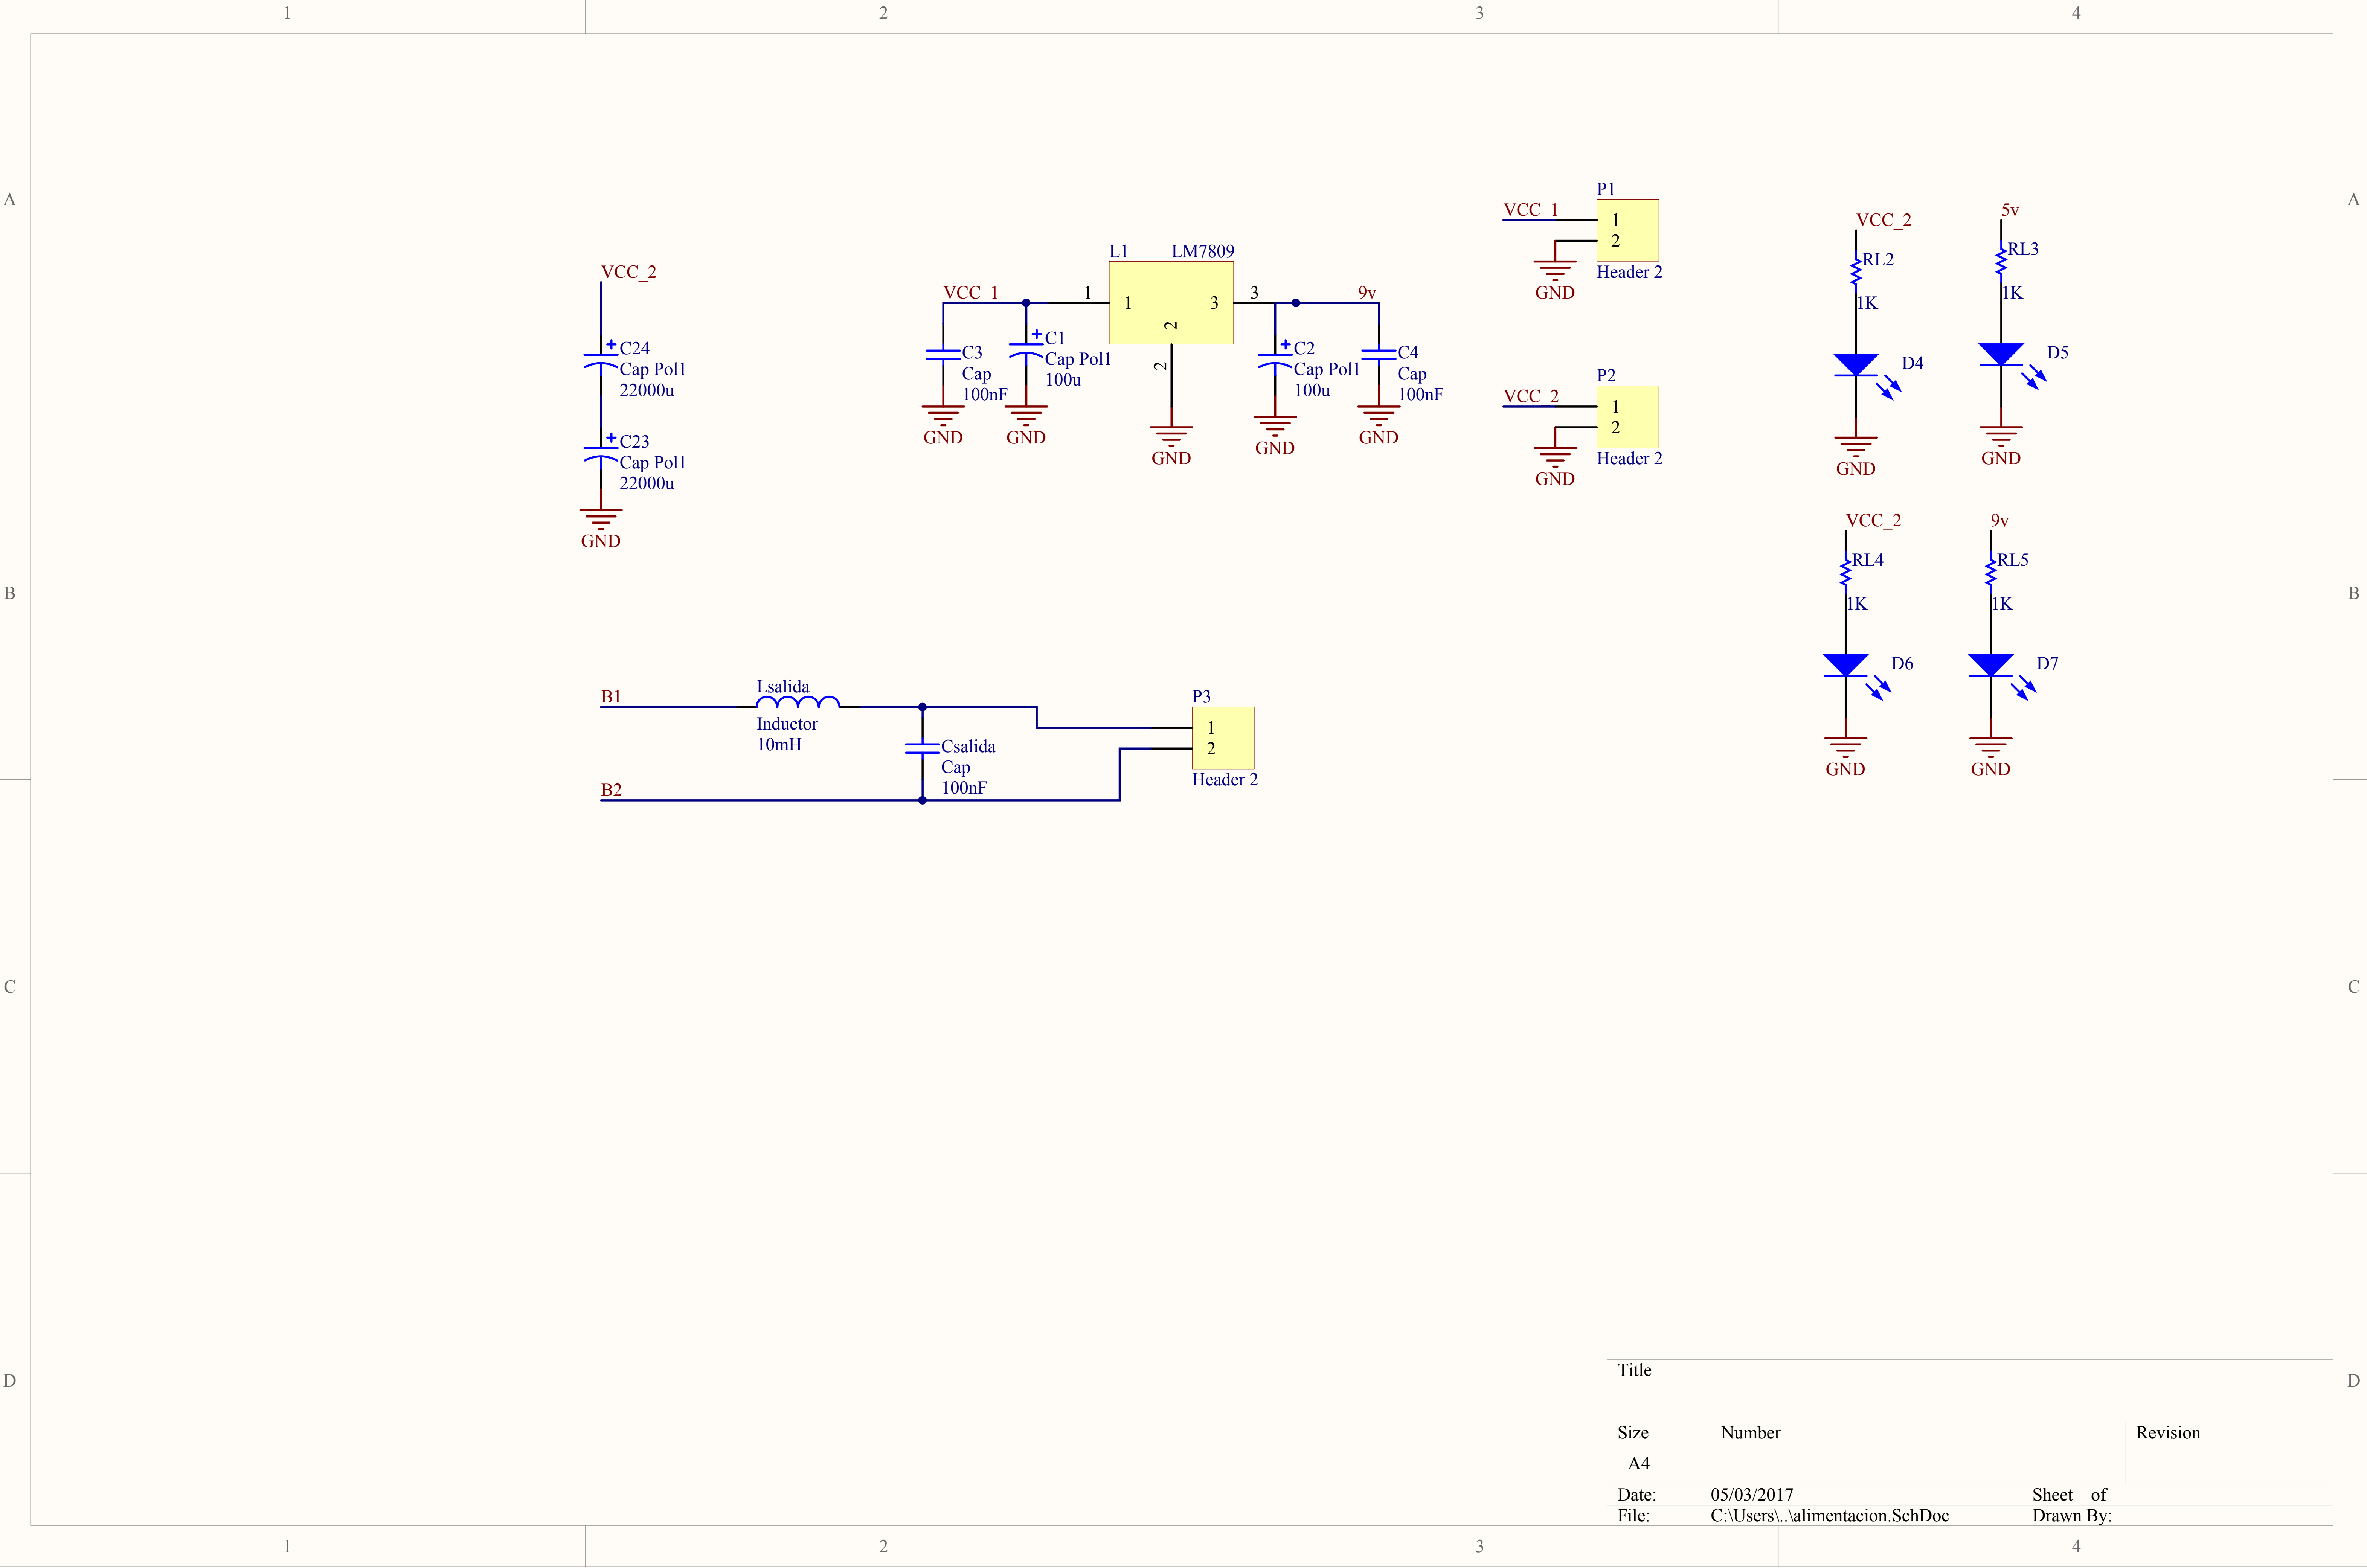 1
2
3
4
A
A
B
B
C
C
D
D
1
2
3
4
VCC_2
C24
Cap Pol1
22000u
C23
Cap Pol1
22000u
GND
L1
LM7809
VCC_1
1
1
3
3
2
2
9v
C3
Cap
100nF
GND
C1
Cap Pol1
100u
GND
GND
C2
Cap Pol1
100u
GND
C4
Cap
100nF
GND
P1
VCC_1
1
2
Header 2
GND
P2
VCC_2
1
2
Header 2
GND
VCC_2
RL2
1K
D4
GND
5v
RL3
1K
D5
GND
VCC_2
RL4
1K
D6
GND
9v
RL5
1K
D7
GND
B1
Lsalida
Inductor
10mH
Csalida
Cap
100nF
B2
P3
1
2
Header 2
Title
Size
A4
Number
Revision
Date: 05/03/2017
Sheet of
File: C:\Users\..\alimentacion.SchDoc
Drawn By: